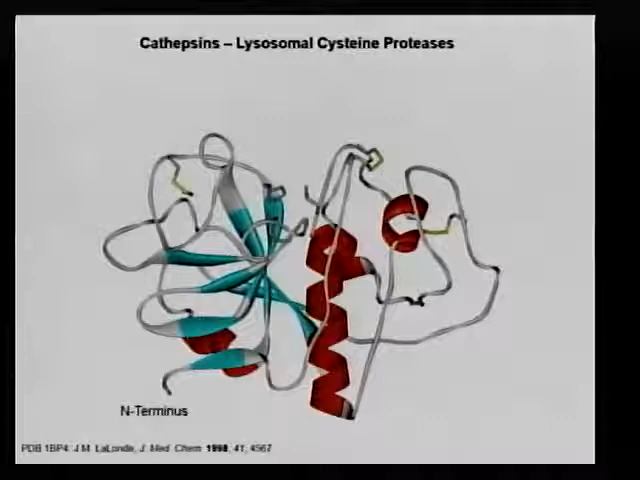 Cathepsins – Lysosomal Cysteine Proteases
N-Terminus
PDB 1BP4: J.M. LaLonde, J. Med. Chem. 1998, 41, 4567